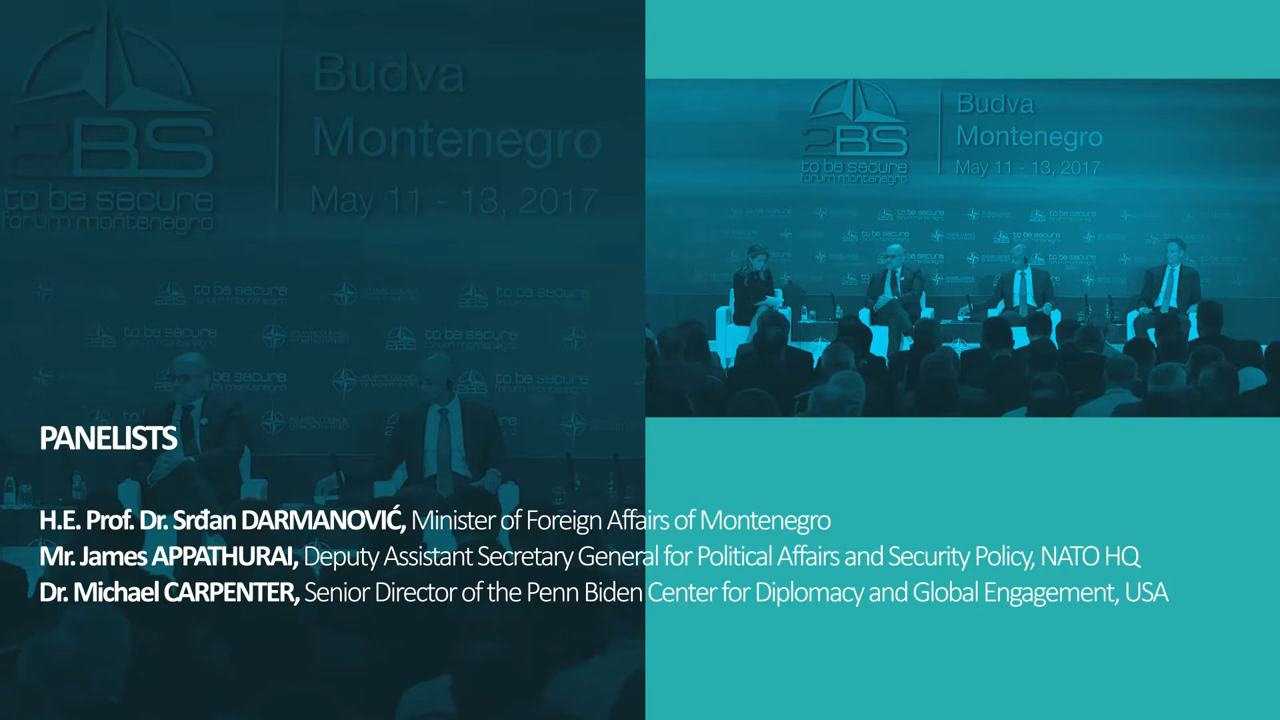 2BS
to be secure
forum montenegro
Budva
Montenegro
May 11 - 13, 2017
2BS
to be secure
forum montenegro
Budva
Montenegro
May 11 - 13, 2017
PANELISTS
H.E. Prof. Dr. Srđan DARMANOVIĆ, Minister of Foreign Affairs of Montenegro
Mr. James APPATHURAI, Deputy Assistant Secretary General for Political Affairs and Security Policy, NATO HQ
Dr. Michael CARPENTER, Senior Director of the Penn Biden Center for Diplomacy and Global Engagement, USA